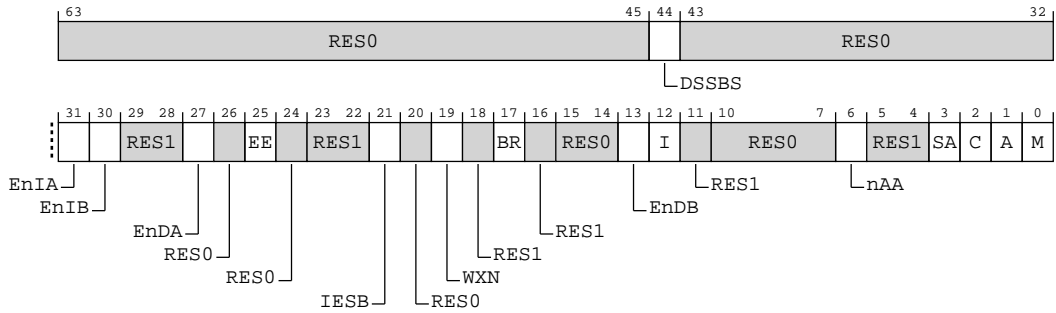 63 45 44 43 32
RES0 RES0
DSSBS
31 30 29 28 27 26 25 24 23 22 21 20 19 18 17 16 15 14 13 12 11 10 7 6 5 4 3 2 1 0
RES1 EE RES1 BR RES0 I RES0 RES1 SA C A M
EnIA RES1 nAA
EnIB EnDB
EnDA RES1
RES0 RES1
RES0 WXN
IESB RES0